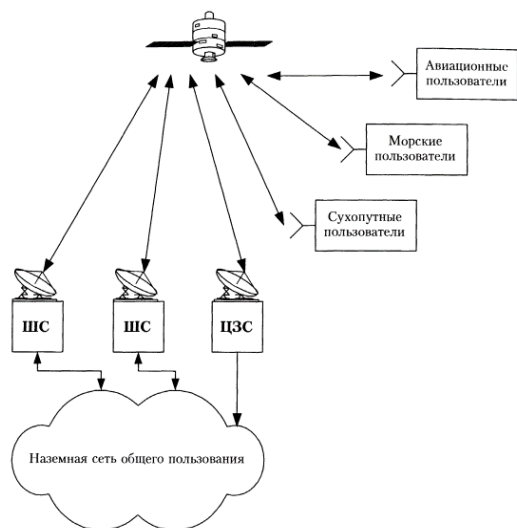 Авиационные
пользователи
Морские
пользователи
Сухопутные
пользователи
ШС
ШС
ЦЗС
Наземная сеть общего пользования